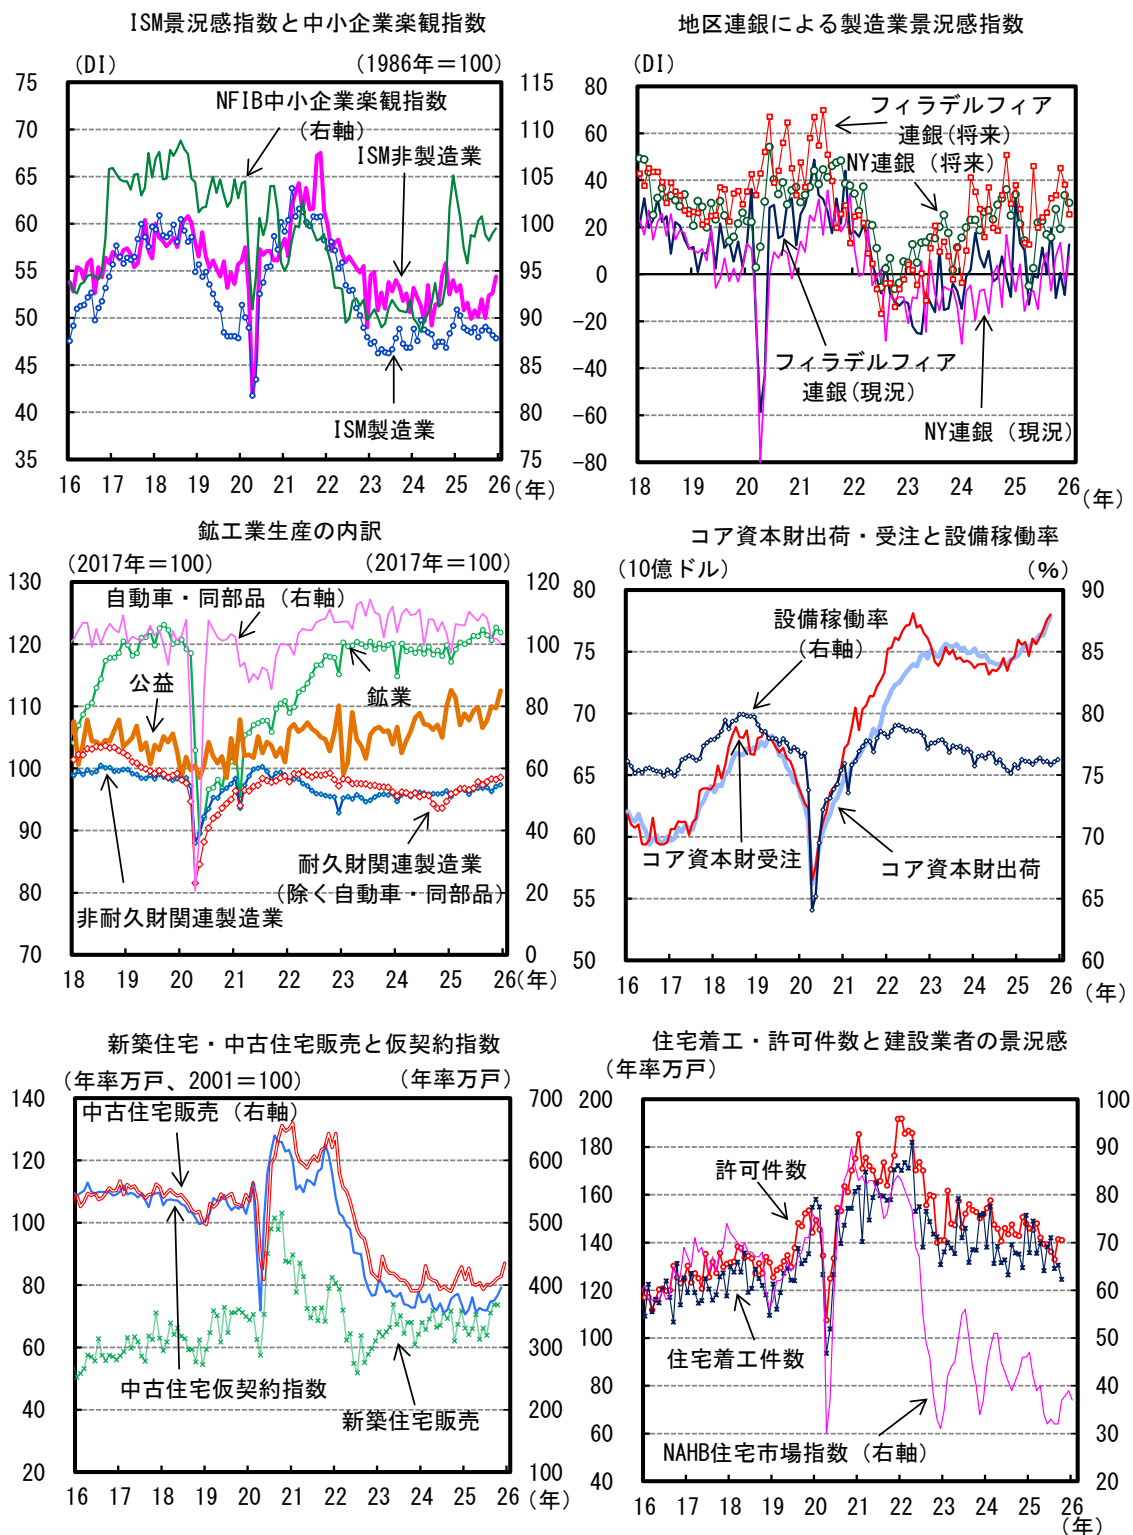 ISM景況感指数と中小企業楽観指数
(DI)
(1986年＝100)
75
70
65
60
55
50
45
40
35
115
110
105
100
95
90
85
80
75
NFIB中小企業楽観指数
（右軸）
ISM非製造業
ISM製造業
16 17 18 19 20 21 22 23 24 25 26
（年）
地区連銀による製造業景況感指数
(DI)
80
60
40
20
0
−20
−40
−60
−80
フィラデルフィア
連銀(将来)
NY連銀（将来）
フィラデルフィア
連銀(現況)
NY連銀（現況）
18 19 20 21 22 23 24 25 26
（年）
鉱工業生産の内訳
(2017年＝100)
(2017年＝100)
130
120
110
100
90
80
70
120
100
80
60
40
20
0
自動車・同部品（右軸）
公益
鉱業
耐久財関連製造業
（除く自動車・同部品）
非耐久財関連製造業
18 19 20 21 22 23 24 25 26
（年）
コア資本財出荷・受注と設備稼働率
(10億ドル)
(％)
80
75
70
65
60
55
50
90
85
80
75
70
65
60
設備稼働率
（右軸）
コア資本財受注
コア資本財出荷
16 17 18 19 20 21 22 23 24 25 26
（年）
新築住宅・中古住宅販売と仮契約指数
（年率万戸、2001＝100）
（年率万戸）
140
120
100
80
60
40
20
700
600
500
400
300
200
100
中古住宅販売（右軸）
中古住宅仮契約指数
新築住宅販売
16 17 18 19 20 21 22 23 24 25 26
（年）
住宅着工・許可件数と建設業者の景況感
（年率万戸）
200
180
160
140
120
100
80
60
40
100
90
80
70
60
50
40
30
20
許可件数
住宅着工件数
NAHB住宅市場指数（右軸）
16 17 18 19 20 21 22 23 24 25 26
（年）